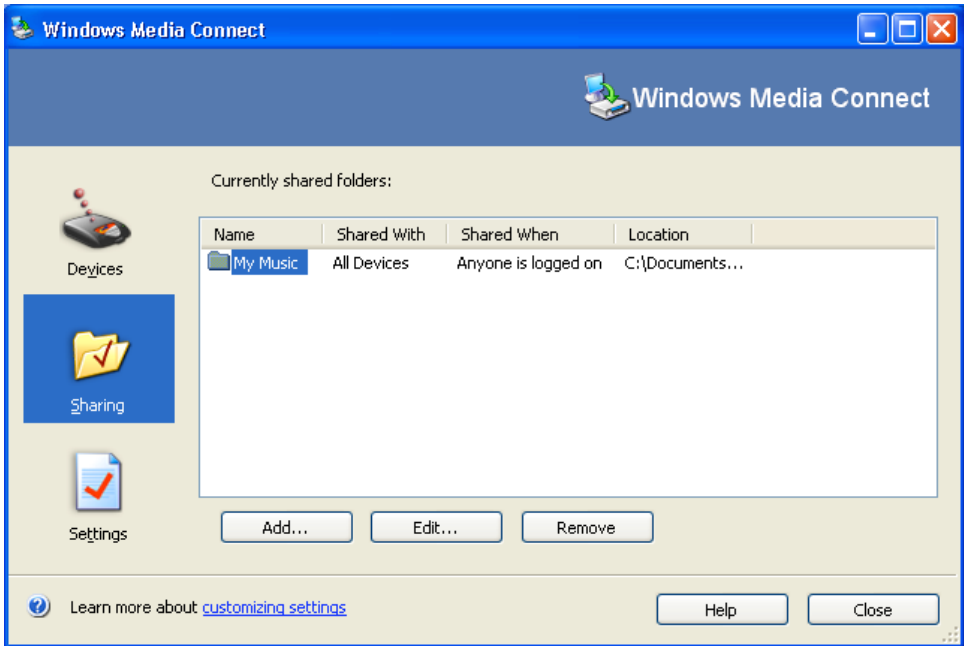 Windows Media Connect
Windows Media Connect
Currently shared folders:
Name Shared With Shared When Location
My Music All Devices Anyone is logged on C:\Documents...
Devices
Sharing
Settings
Add... Edit... Remove
Learn more about customizing settings
Help Close